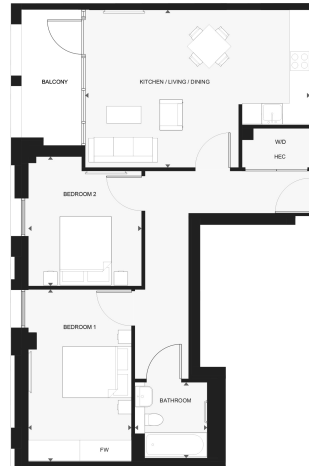 BALCONY
KITCHEN / LIVING / DINING
W/D
HEC
BEDROOM 2
BEDROOM 1
BATHROOM
FW